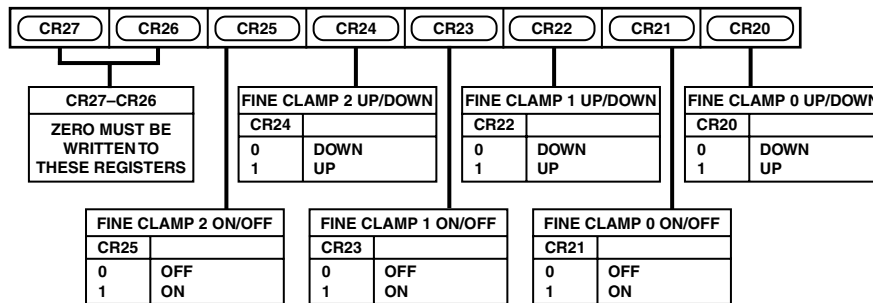 CR27 CR26 CR25 CR24 CR23 CR22 CR21 CR20
CR27–CR26
ZERO MUST BE
WRITTEN TO
THESE REGISTERS
FINE CLAMP 2 UP/DOWN
CR24
0 DOWN
1 UP
FINE CLAMP 1 UP/DOWN
CR22
0 DOWN
1 UP
FINE CLAMP 0 UP/DOWN
CR20
0 DOWN
1 UP
FINE CLAMP 2 ON/OFF
CR25
0 OFF
1 ON
FINE CLAMP 1 ON/OFF
CR23
0 OFF
1 ON
FINE CLAMP 0 ON/OFF
CR21
0 OFF
1 ON